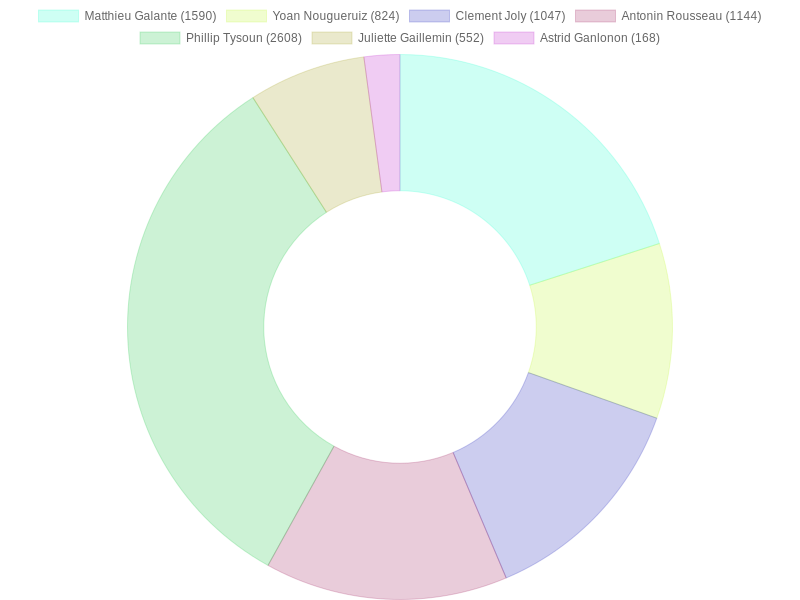 Matthieu Galante (1590) Yoan Nougueruiz (824) Clement Joly (1047) Antonin Rousseau (1144)
Phillip Tysoun (2608) Juliette Gaillemin (552) Astrid Ganlonon (168)